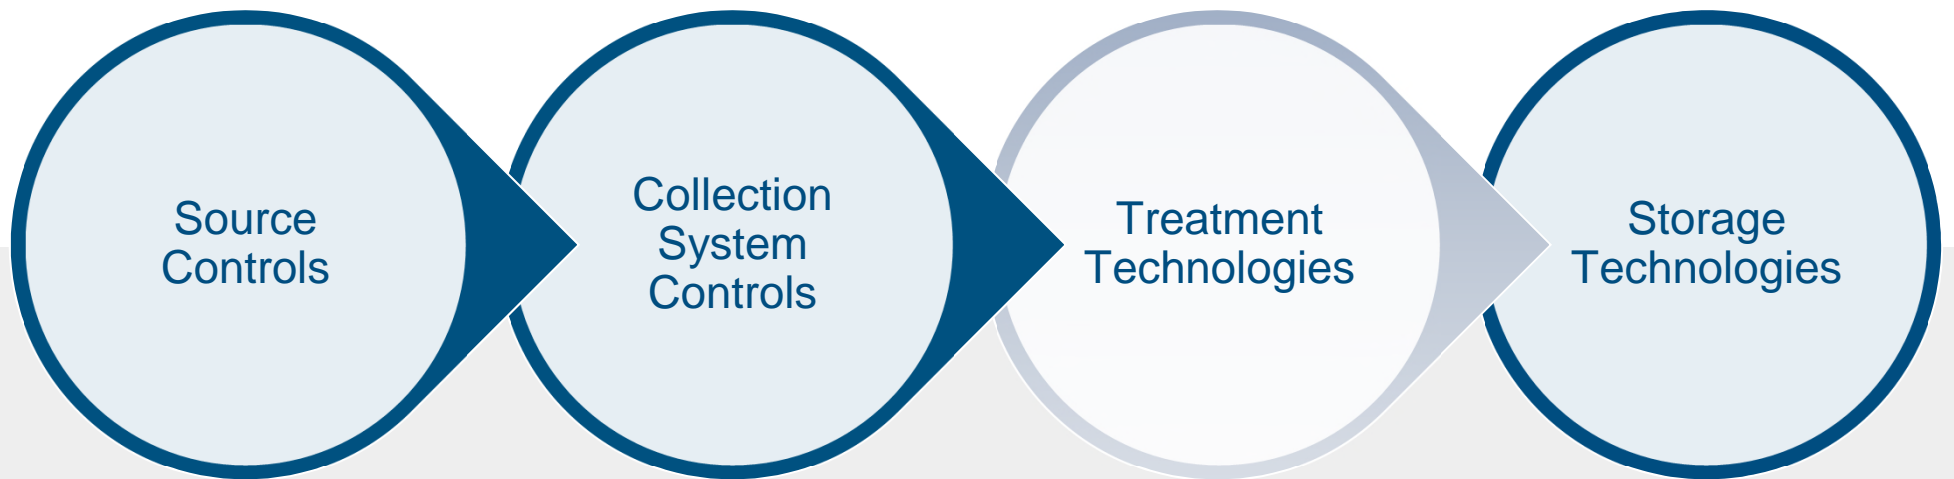 Source
Controls
Collection
System
Controls
Treatment
Technologies
Storage
Technologies